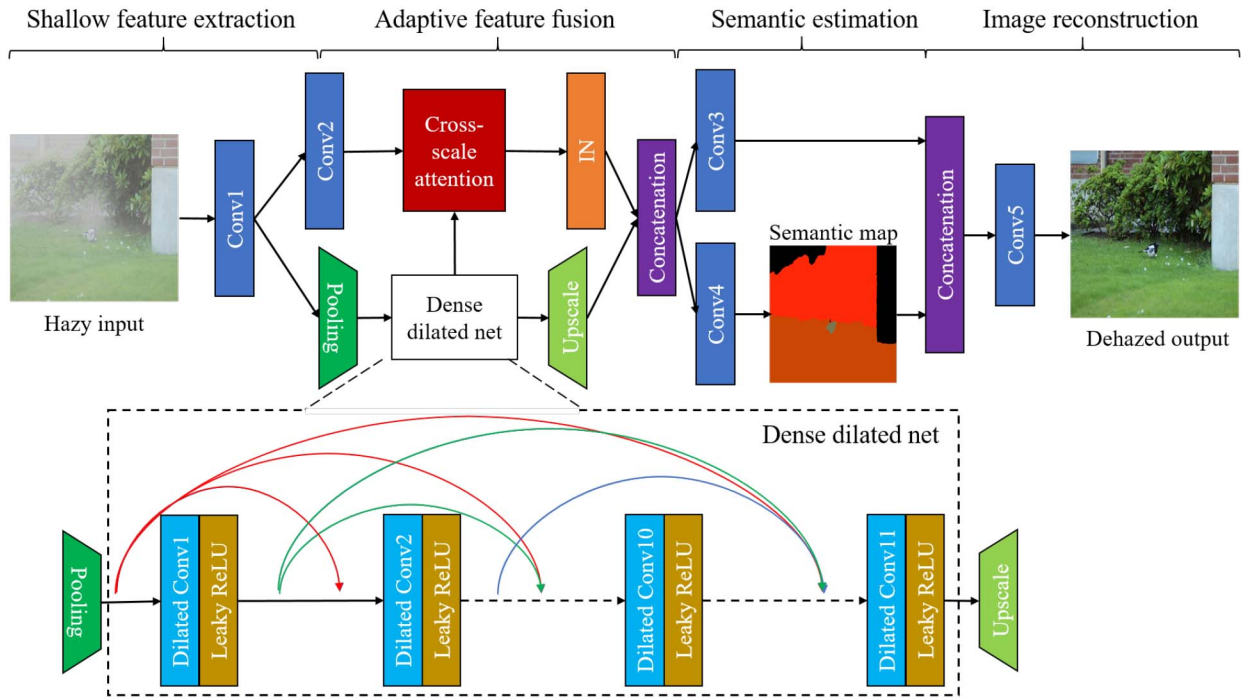 Shallow feature extraction
Adaptive feature fusion
Semantic estimation
Image reconstruction
Hazy input
Conv1
Conv2
Pooling
Cross-
scale
attention
Dense
dilated net
IN
Upscale
Concatenation
Conv3
Conv4
Semantic map
Concatenation
Conv5
Dehazed output
Dense dilated net
Pooling
Dilated Conv1
Leaky ReLU
Dilated Conv2
Leaky ReLU
Dilated Conv10
Leaky ReLU
Dilated Conv11
Leaky ReLU
Upscale